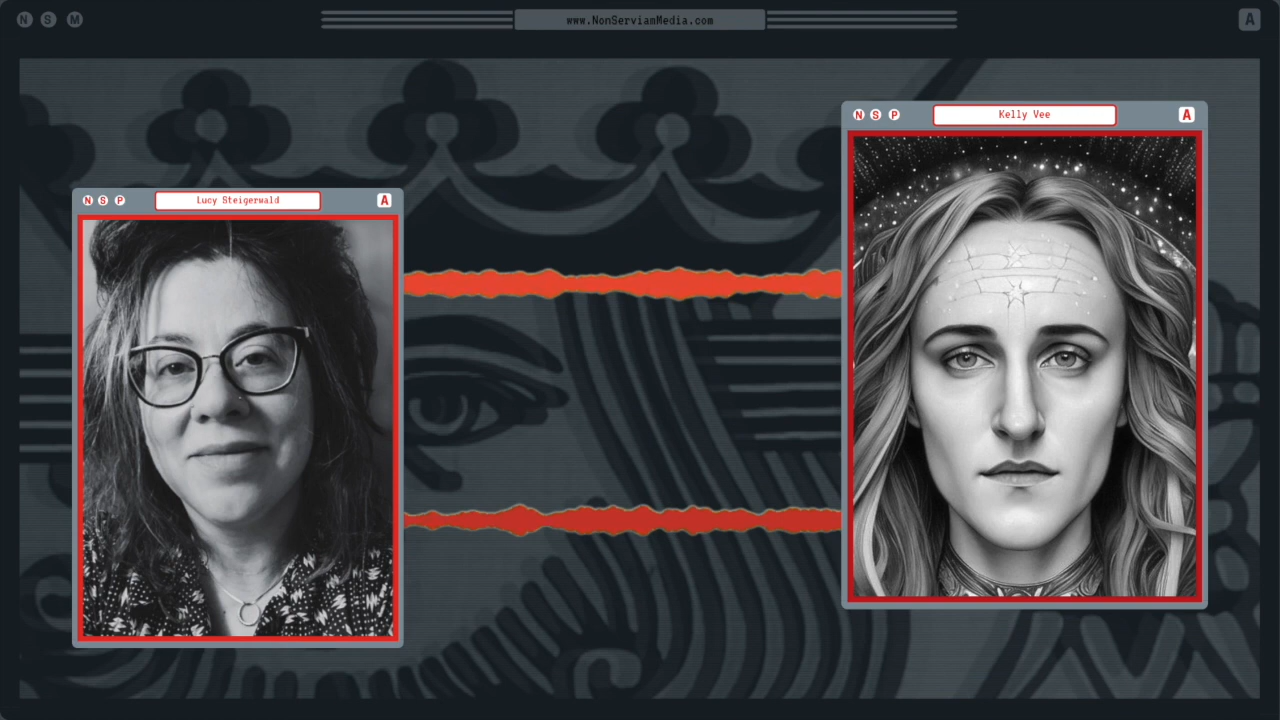 N S M
www.NonServiamMedia.com
A
N S P
Lucy Steigerwald
A
N S P
Kelly Vee
A